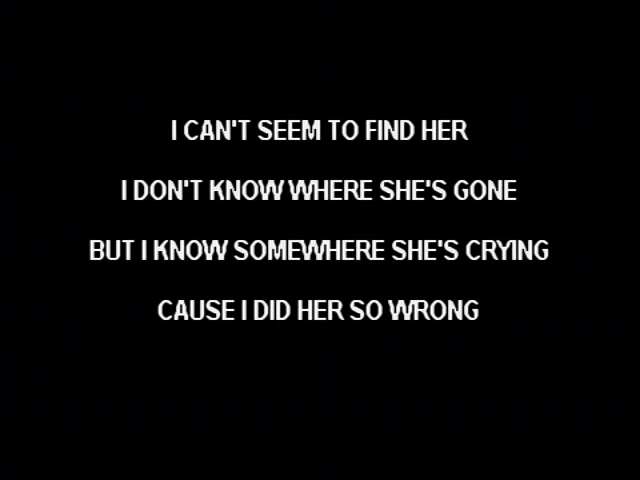 I CAN'T SEEM TO FIND HER
I DON'T KNOW WHERE SHE'S GONE
BUT I KNOW SOMEWHERE SHE'S CRYING
CAUSE I DID HER SO WRONG